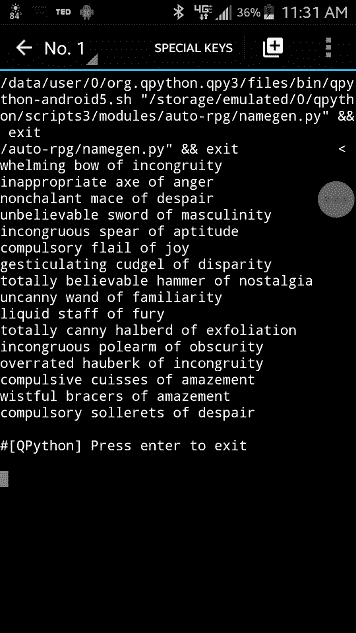 84° TED 4G 36% 11:31 AM
← No. 1 SPECIAL KEYS
/data/user/0/org.qpython.qpy3/files/bin/qpy
thon-android5.sh "/storage/emulated/0/qpyth
on/scripts3/modules/auto-rpg/namegen.py" &&
 exit
/auto-rpg/namegen.py" && exit <
whelming bow of incongruity
inappropriate axe of anger
nonchalant mace of despair
unbelievable sword of masculinity
incongruous spear of aptitude
compulsory flail of joy
gesticulating cudgel of disparity
totally believable hammer of nostalgia
uncanny wand of familiarity
liquid staff of fury
totally canny halberd of exfoliation
incongruous polearm of obscurity
overrated hauberk of incongruity
compulsive cuisses of amazement
wistful bracers of amazement
compulsory sollerets of despair
#[QPython] Press enter to exit